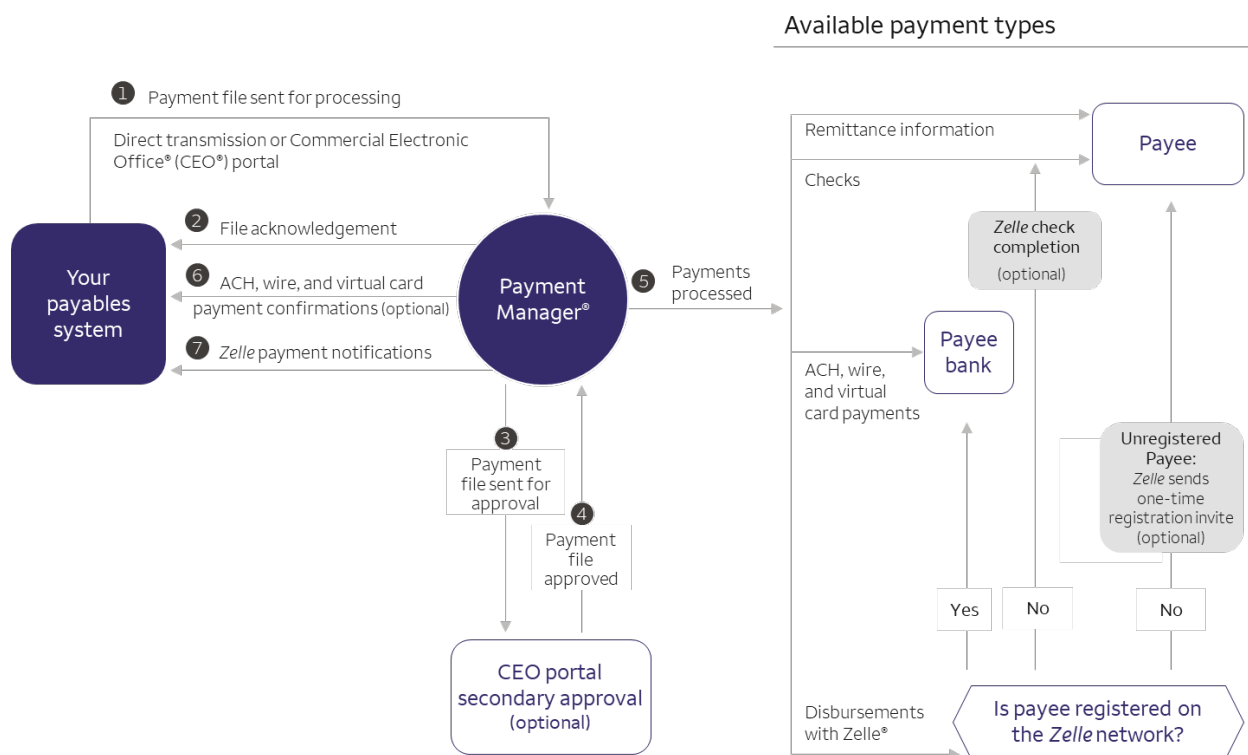 Available payment types
1 Payment file sent for processing
Direct transmission or Commercial Electronic
Office® (CEO®) portal
Your
payables
system
2 File acknowledgement
6 ACH, wire, and virtual card
payment confirmations (optional)
7 Zelle payment notifications
Payment
Manager®
3
Payment
file sent for
approval
4
Payment
file
approved
CEO portal
secondary approval
(optional)
5 Payments
processed
Remittance information
Checks
Payee
Zelle check
completion
(optional)
Payee
bank
ACH, wire,
and virtual
card payments
Unregistered
Payee:
Zelle sends
one-time
registration invite
(optional)
Yes
No
No
Disbursements
with Zelle®
Is payee registered on
the Zelle network?